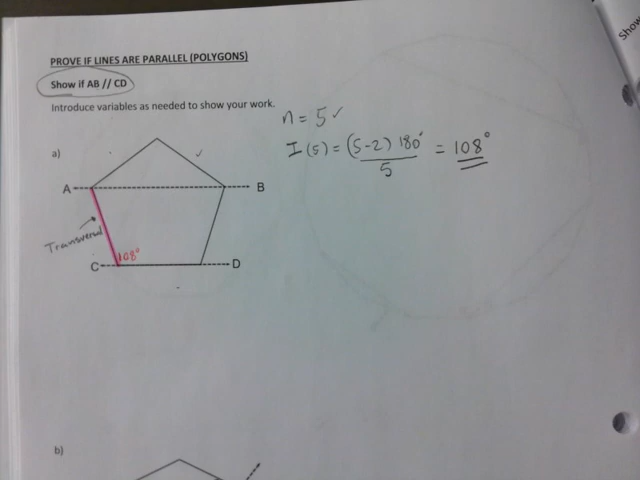 PROVE IF LINES ARE PARALLEL (POLYGONS)
Show if AB // CD
Introduce variables as needed to show your work.
n = 5 ✓
I(5) = (5-2) 180° / 5 = 108°
a)
A
B
Transversal
108°
C
D
b)
Show